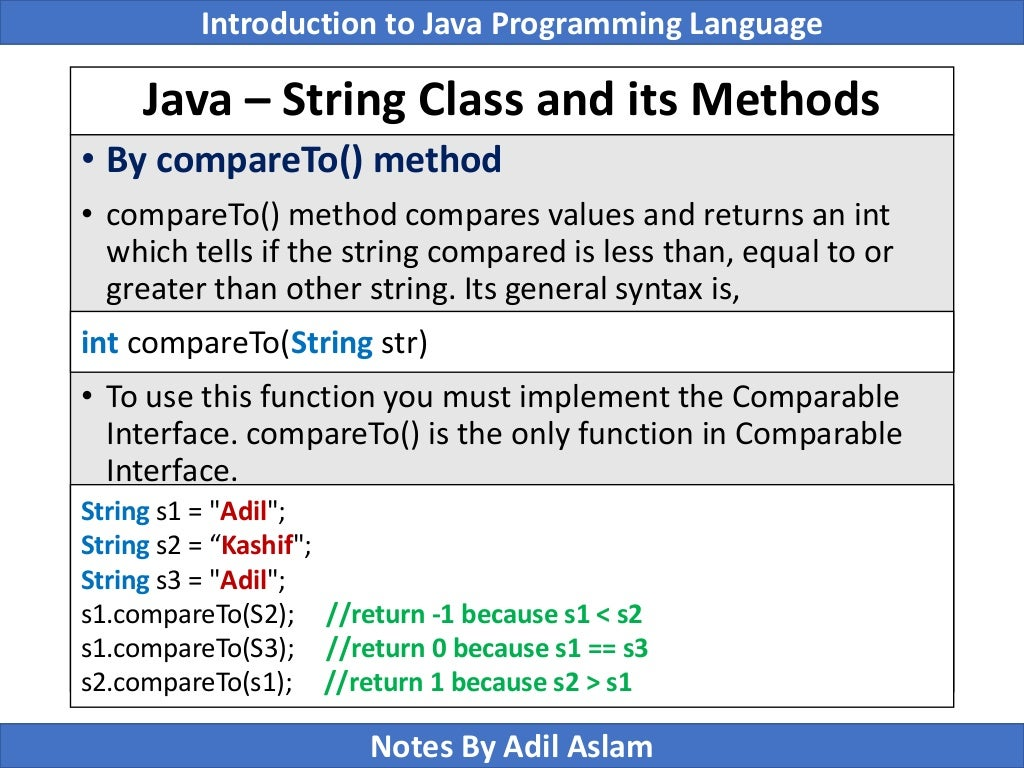 Introduction to Java Programming Language
Java – String Class and its Methods
• By compareTo() method
• compareTo() method compares values and returns an int
which tells if the string compared is less than, equal to or
greater than other string. Its general syntax is,
int compareTo(String str)
• To use this function you must implement the Comparable
Interface. compareTo() is the only function in Comparable
Interface.
String s1 = "Adil";
String s2 = “Kashif";
String s3 = "Adil";
s1.compareTo(S2); //return -1 because s1 < s2
s1.compareTo(S3); //return 0 because s1 == s3
s2.compareTo(s1); //return 1 because s2 > s1
Notes By Adil Aslam